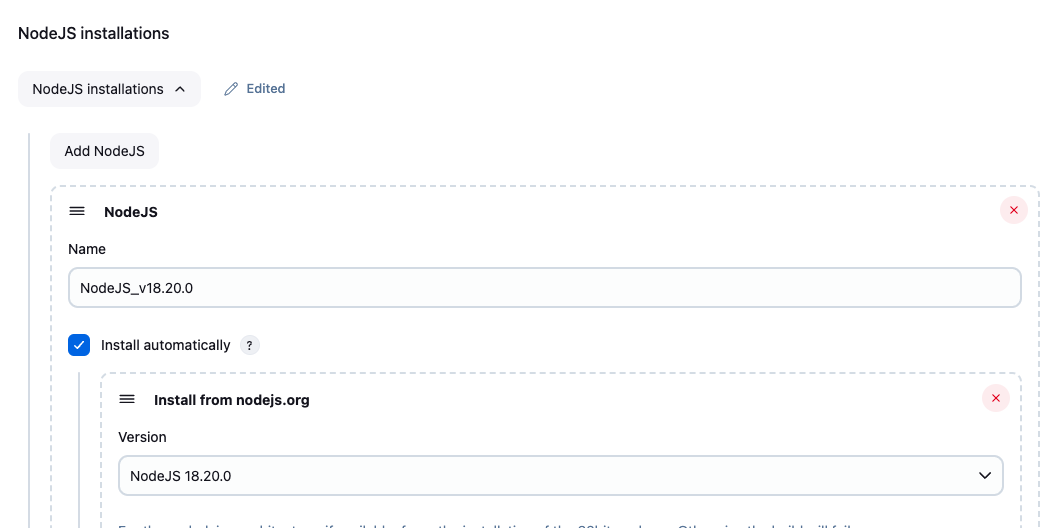 NodeJS installations
NodeJS installations
Edited
Add NodeJS
NodeJS
Name
NodeJS_v18.20.0
Install automatically ?
Install from nodejs.org
Version
NodeJS 18.20.0